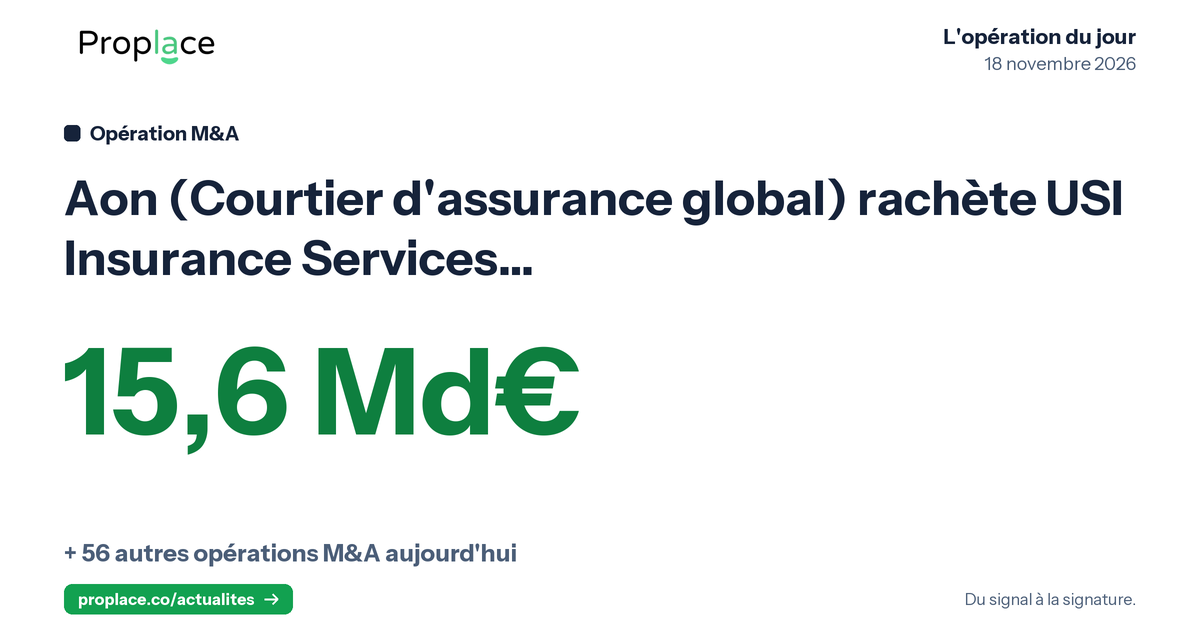 Proplace
L'opération du jour
18 novembre 2026
Opération M&A
Aon (Courtier d'assurance global) rachète USI
Insurance Services...
15,6 Md€
+ 56 autres opérations M&A aujourd'hui
proplace.co/actualites →
Du signal à la signature.